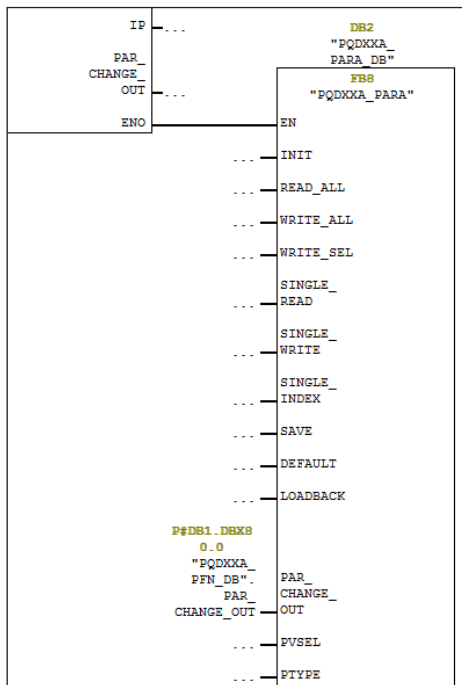 IP ...
DB2
"PQDXXA_
PARA_DB"
PAR_
CHANGE_
OUT ...
FB8
"PQDXXA_PARA"
ENO
EN
... INIT
... READ_ALL
... WRITE_ALL
... WRITE_SEL
SINGLE_
... READ
SINGLE_
... WRITE
SINGLE_
... INDEX
... SAVE
... DEFAULT
... LOADBACK
P#DB1.DBX8
0.0
"PQDXXA_
PFN_DB".
PAR_
CHANGE_OUT
PAR_
CHANGE_
OUT
... PVSEL
... PTYPE